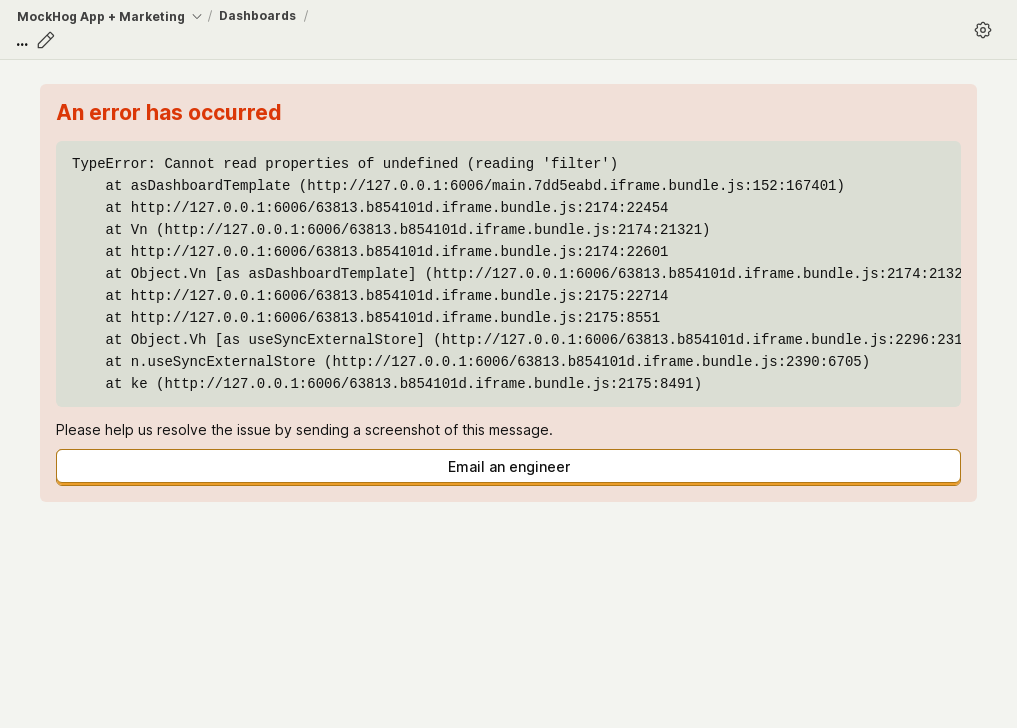 MockHog App + Marketing / Dashboards /
...
An error has occurred
TypeError: Cannot read properties of undefined (reading 'filter')
at asDashboardTemplate (http://127.0.0.1:6006/main.7dd5eabd.iframe.bundle.js:152:167401)
at http://127.0.0.1:6006/63813.b854101d.iframe.bundle.js:2174:22454
at Vn (http://127.0.0.1:6006/63813.b854101d.iframe.bundle.js:2174:21321)
at http://127.0.0.1:6006/63813.b854101d.iframe.bundle.js:2174:22601
at Object.Vn [as asDashboardTemplate] (http://127.0.0.1:6006/63813.b854101d.iframe.bundle.js:2174:2132
at http://127.0.0.1:6006/63813.b854101d.iframe.bundle.js:2175:22714
at http://127.0.0.1:6006/63813.b854101d.iframe.bundle.js:2175:8551
at Object.Vh [as useSyncExternalStore] (http://127.0.0.1:6006/63813.b854101d.iframe.bundle.js:2296:231
at n.useSyncExternalStore (http://127.0.0.1:6006/63813.b854101d.iframe.bundle.js:2390:6705)
at ke (http://127.0.0.1:6006/63813.b854101d.iframe.bundle.js:2175:8491)
Please help us resolve the issue by sending a screenshot of this message.
Email an engineer